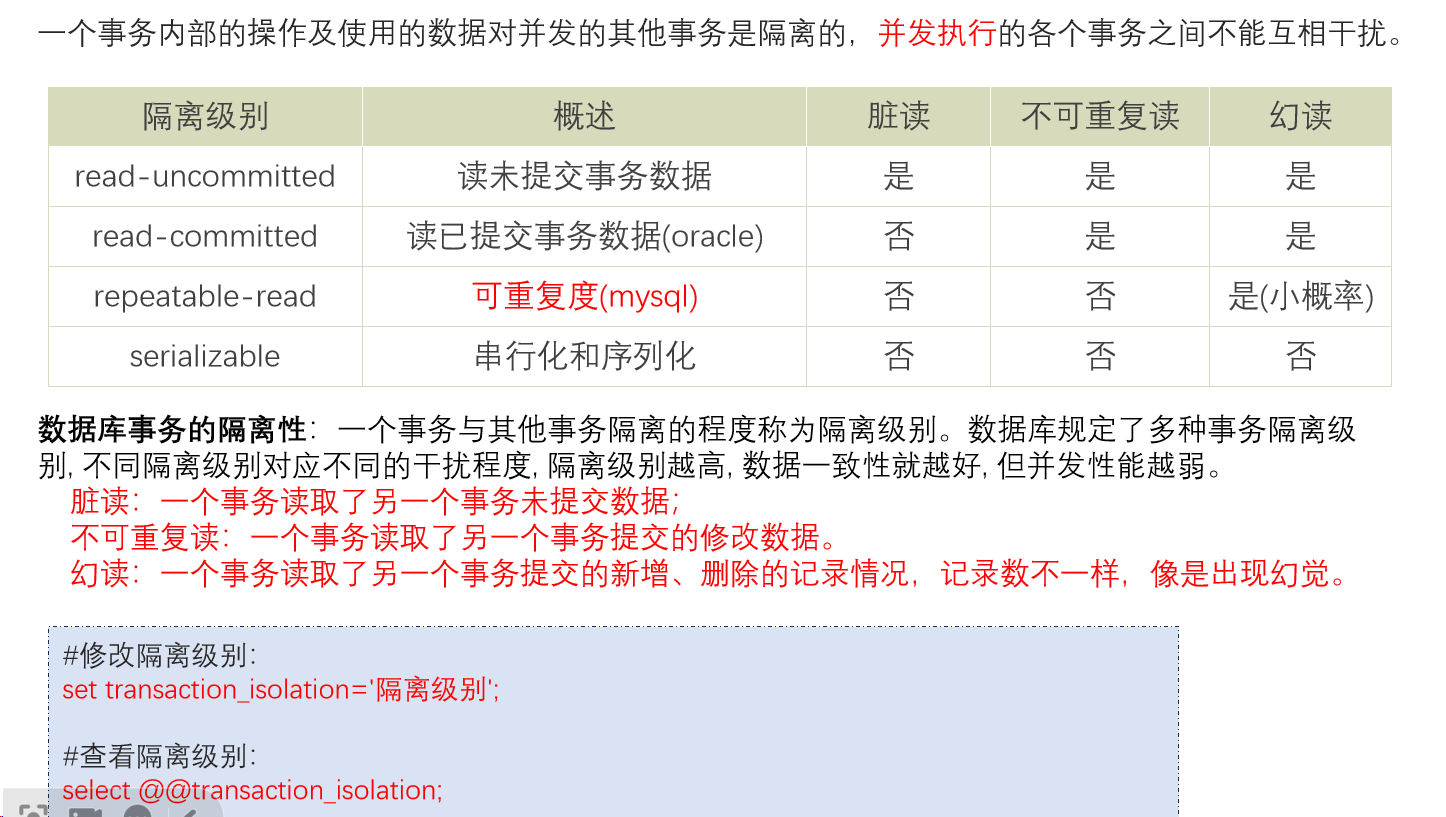 一个事务内部的操作及使用的数据对并发的其他事务是隔离的，并发执行的各个事务之间不能互相干扰。
隔离级别 概述 脏读 不可重复读 幻读
read-uncommitted 读未提交事务数据 是 是 是
read-committed 读已提交事务数据(oracle) 否 是 是
repeatable-read 可重复度(mysql) 否 否 是(小概率)
serializable 串行化和序列化 否 否 否
数据库事务的隔离性：一个事务与其他事务隔离的程度称为隔离级别。数据库规定了多种事务隔离级
别, 不同隔离级别对应不同的干扰程度, 隔离级别越高, 数据一致性就越好, 但并发性能越弱。
脏读：一个事务读取了另一个事务未提交数据;
不可重复读：一个事务读取了另一个事务提交的修改数据。
幻读：一个事务读取了另一个事务提交的新增、删除的记录情况，记录数不一样，像是出现幻觉。
#修改隔离级别：
set transaction_isolation='隔离级别';
#查看隔离级别：
select @@transaction_isolation;